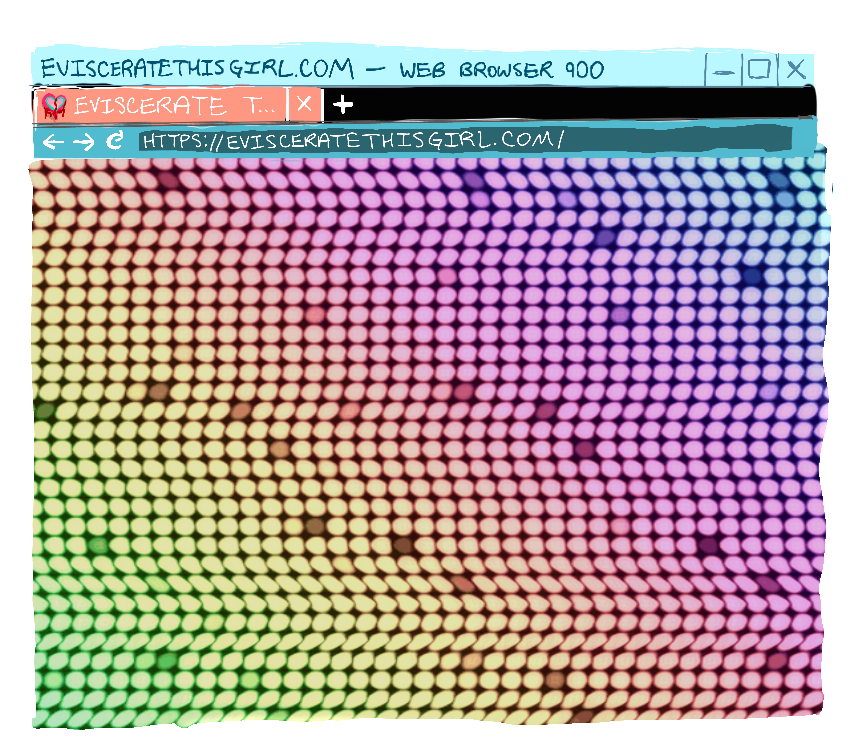 EVISCERATETHISGIRL.COM — WEB BROWSER 900
EVISCERATE T...
HTTPS://EVISCERATETHISGIRL.COM/